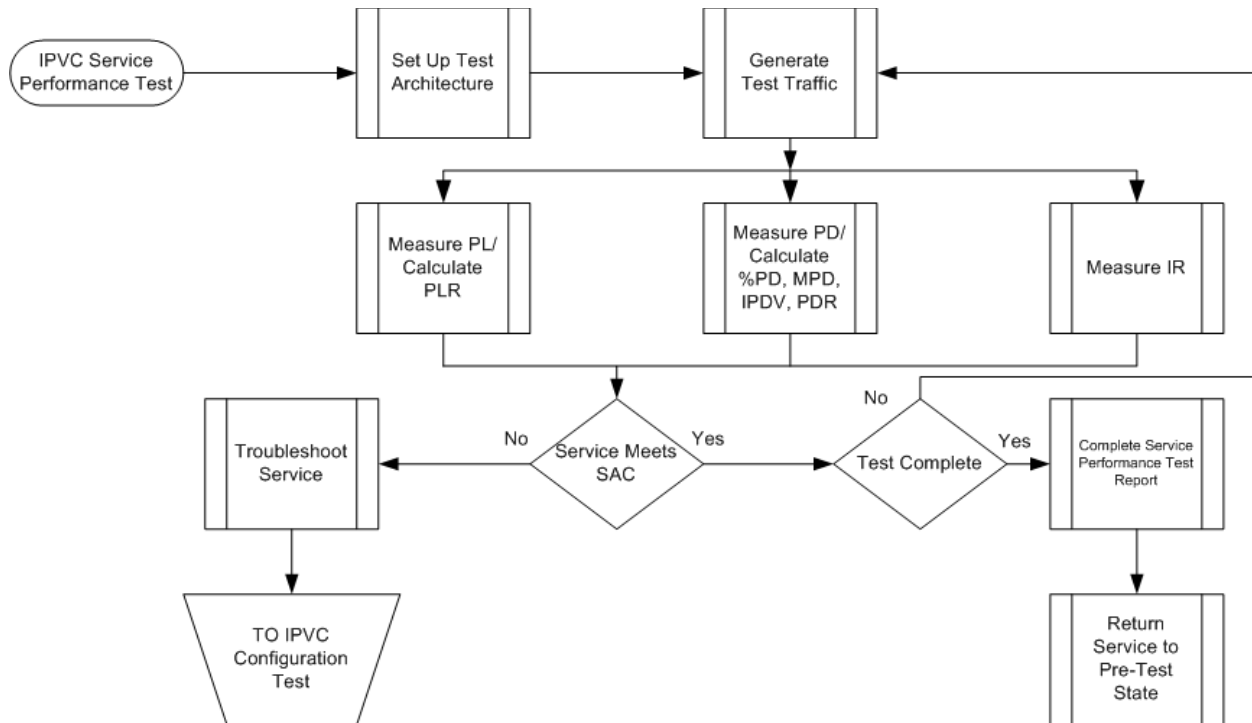 IPVC Service
Performance Test
Set Up Test
Architecture
Generate
Test Traffic
Measure PL/
Calculate
PLR
Measure PD/
Calculate
%PD, MPD,
IPDV, PDR
Measure IR
Troubleshoot
Service
No
Service Meets
SAC
Yes
No
Test Complete
Yes
Complete Service
Performance Test
Report
TO IPVC
Configuration
Test
Return
Service to
Pre-Test
State